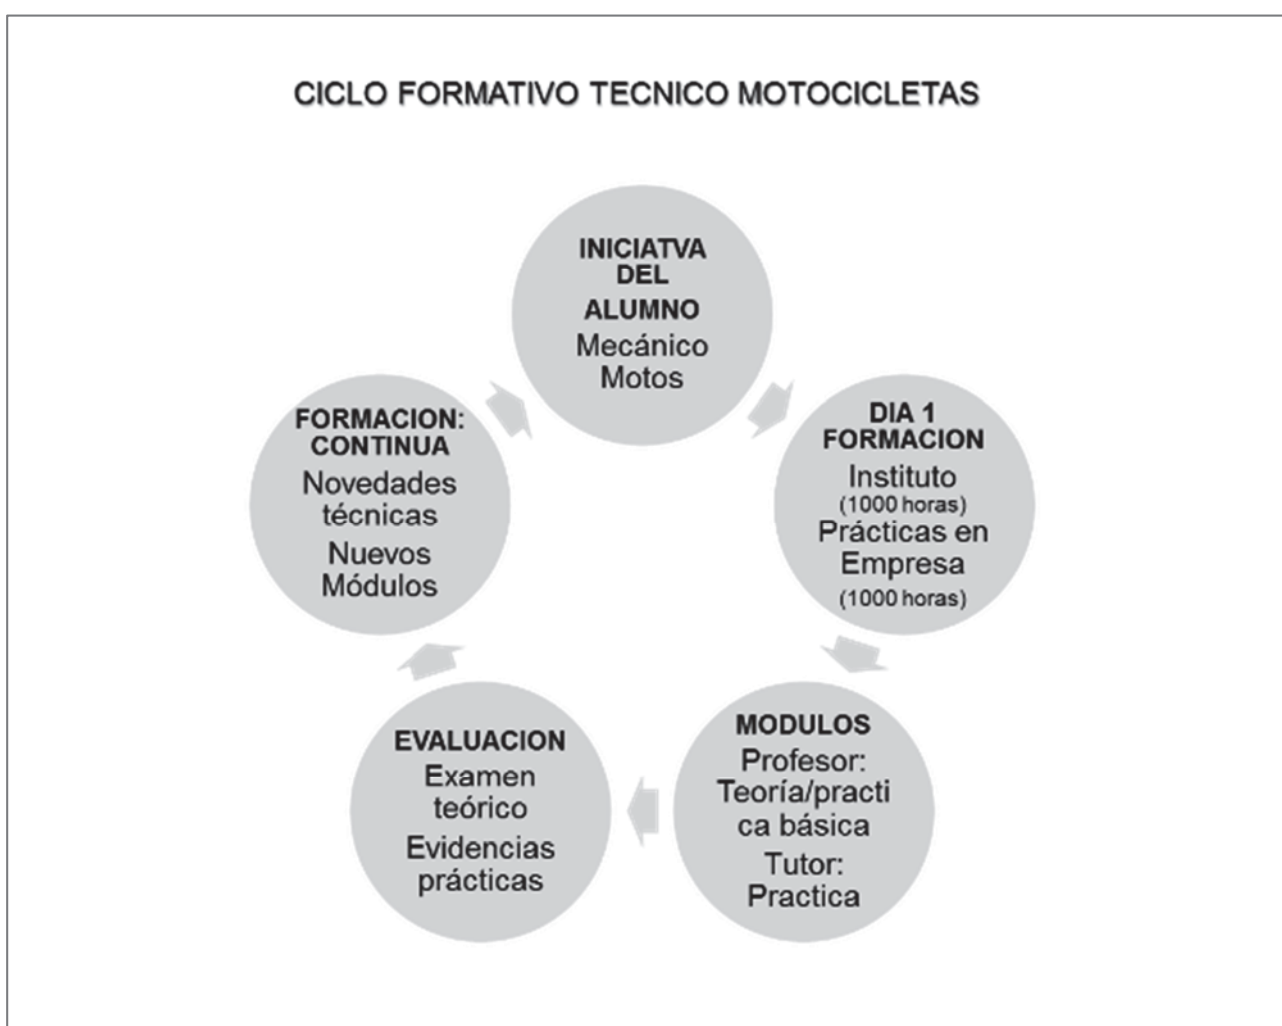 CICLO FORMATIVO TECNICO MOTOCICLETAS
INICIATVA
DEL
ALUMNO
Mecánico
Motos
DIA 1
FORMACION
Instituto
(1000 horas)
Prácticas en
Empresa
(1000 horas)
MODULOS
Profesor:
Teoría/practi
ca básica
Tutor:
Practica
EVALUACION
Examen
teórico
Evidencias
prácticas
FORMACION:
CONTINUA
Novedades
técnicas
Nuevos
Módulos